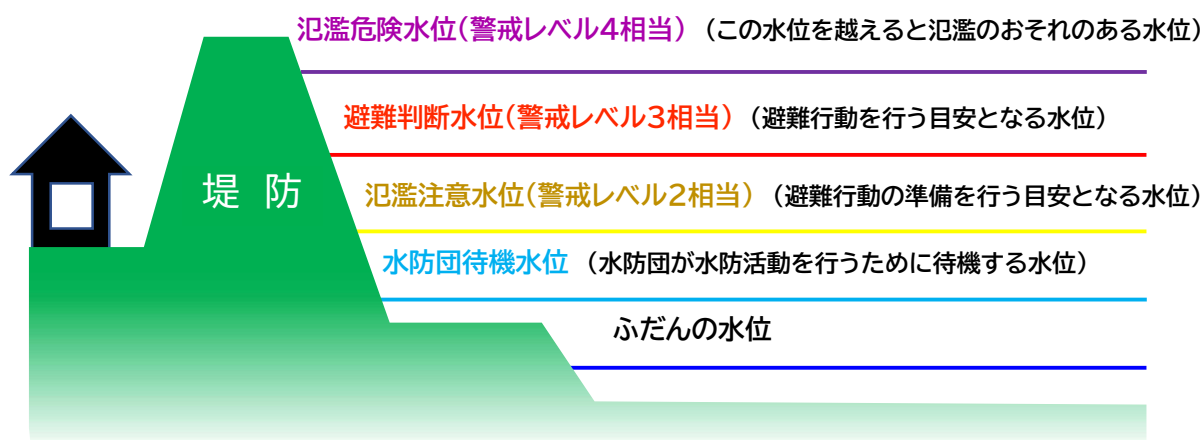 氾濫危険水位(警戒レベル4相当)(この水位を越えると氾濫のおそれのある水位)
避難判断水位(警戒レベル3相当)(避難行動を行う目安となる水位)
堤 防
氾濫注意水位(警戒レベル2相当)(避難行動の準備を行う目安となる水位)
水防団待機水位(水防団が水防活動を行うために待機する水位)
ふだんの水位